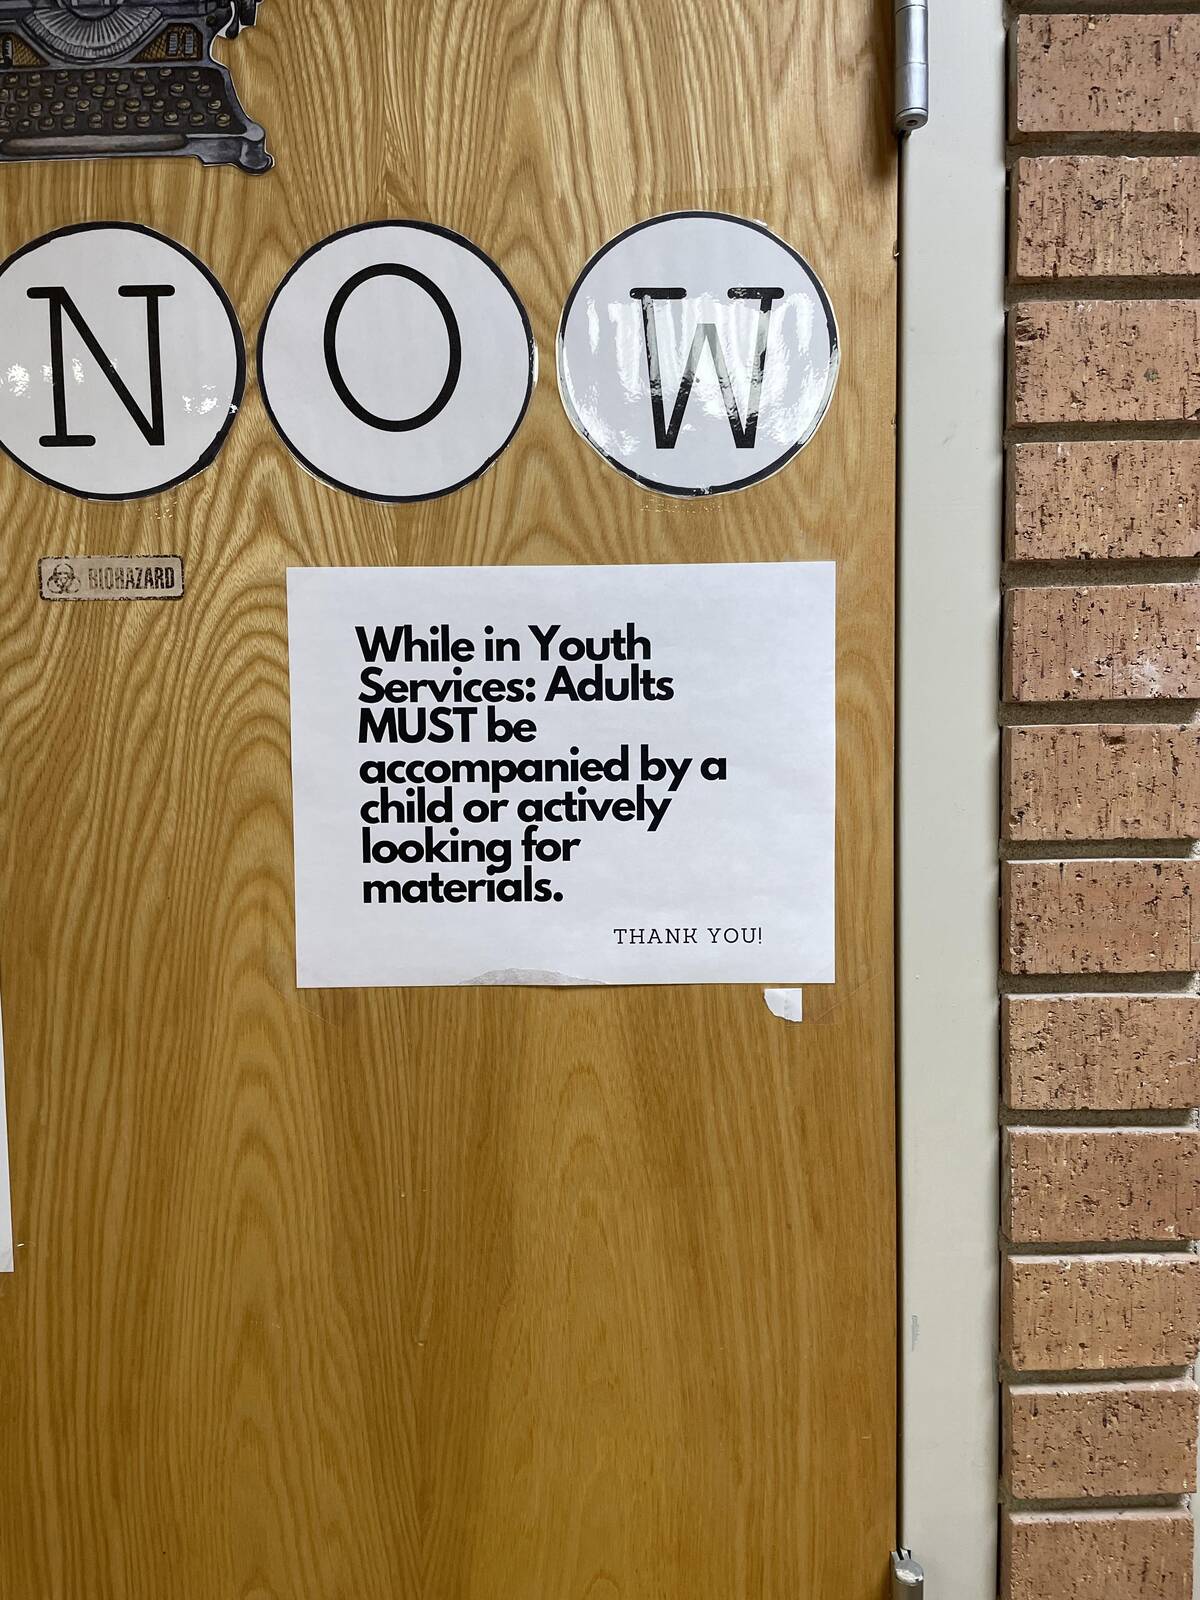 NOW
BIOHAZARD
While in Youth
Services: Adults
MUST be
accompanied by a
child or actively
looking for
materials.
THANK YOU!